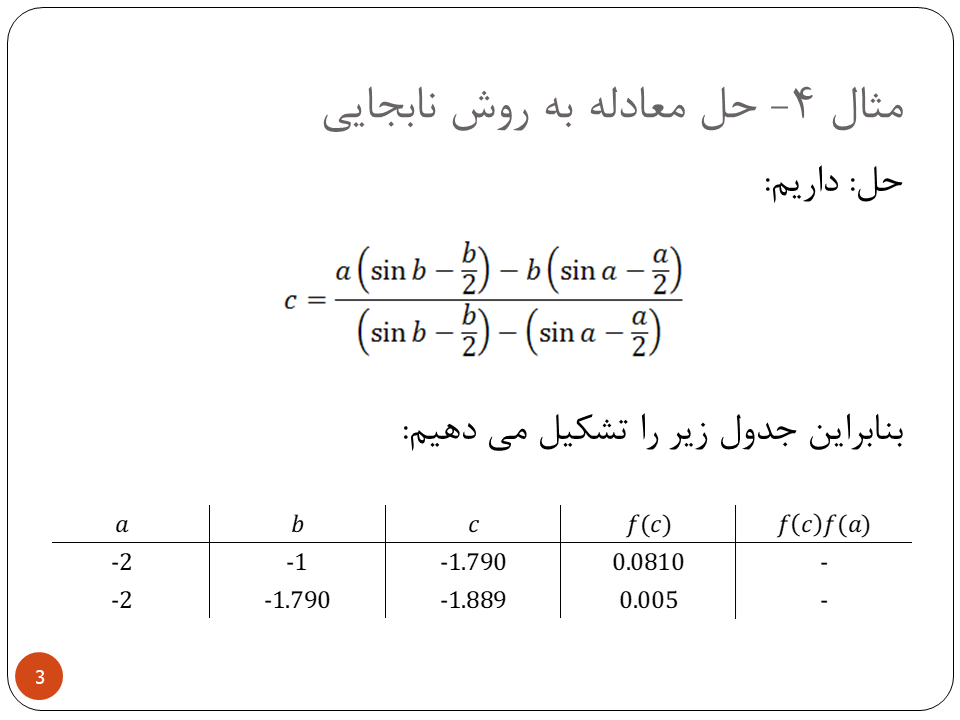 مثال ۴- حل معادله به روش نابجایی
حل: داریم:
c = \frac{a\left(\sin b - \frac{b}{2}\right) - b\left(\sin a - \frac{a}{2}\right)}{\left(\sin b - \frac{b}{2}\right) - \left(\sin a - \frac{a}{2}\right)}
بنابراین جدول زیر را تشکیل می دهیم:
a b c f(c) f(c)f(a)
-2 -1 -1.790 0.0810 -
-2 -1.790 -1.889 0.005 -
3